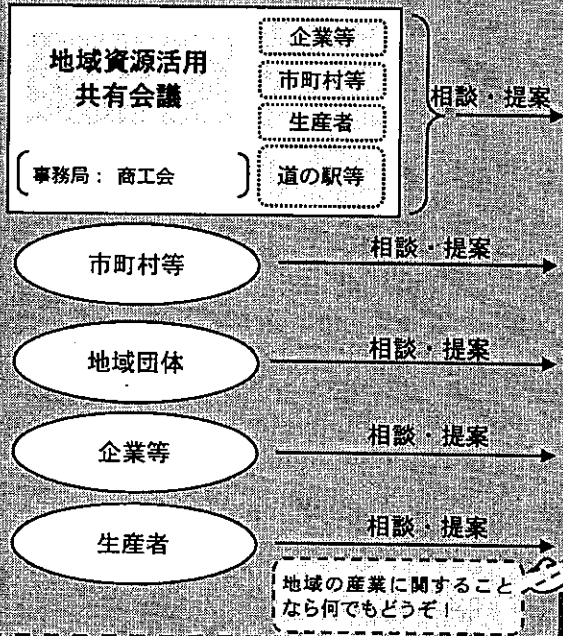 地域資源活用
共有会議
企業等
市町村等
生産者
道の駅等
事務局： 商工会
相談・提案
市町村等
相談・提案
地域団体
相談・提案
企業等
相談・提案
生産者
相談・提案
地域の産業に関すること
なら何でもどうぞ！